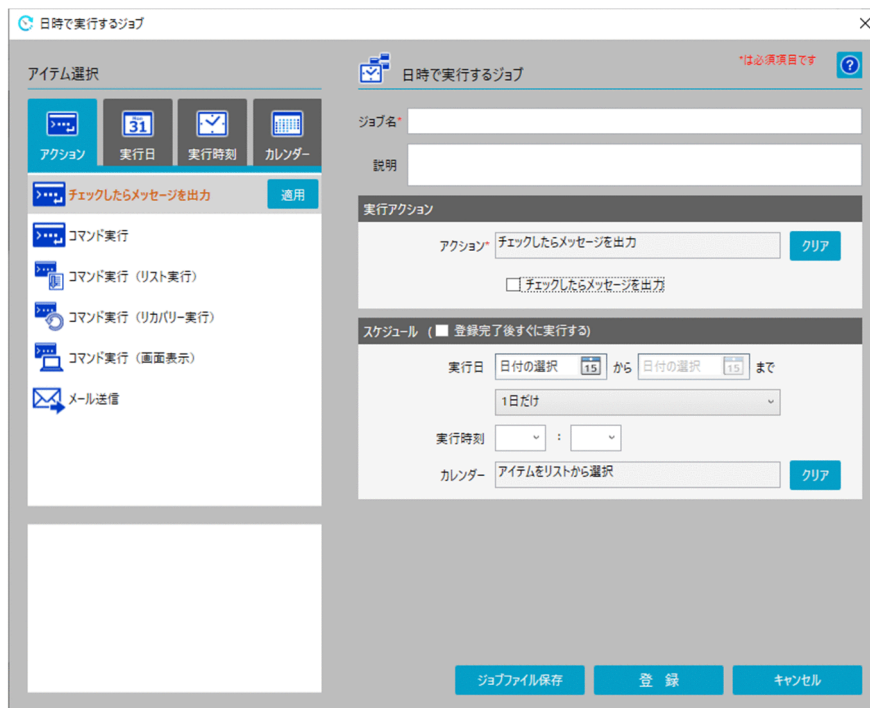 日時で実行するジョブ
アイテム選択
アクション
31
実行日
実行時刻
カレンダー
チェックしたらメッセージを出力
適用
コマンド実行
コマンド実行（リスト実行）
コマンド実行（リカバリー実行）
コマンド実行（画面表示）
メール送信
日時で実行するジョブ
*は必須項目です
?
ジョブ名*
説明
実行アクション
アクション* チェックしたらメッセージを出力 クリア
チェックしたらメッセージを出力
スケジュール ( 登録完了後すぐに実行する)
実行日 日付の選択 15 から 日付の選択 15 まで
1日だけ
実行時刻 :
カレンダー アイテムをリストから選択 クリア
ジョブファイル保存 登 録 キャンセル